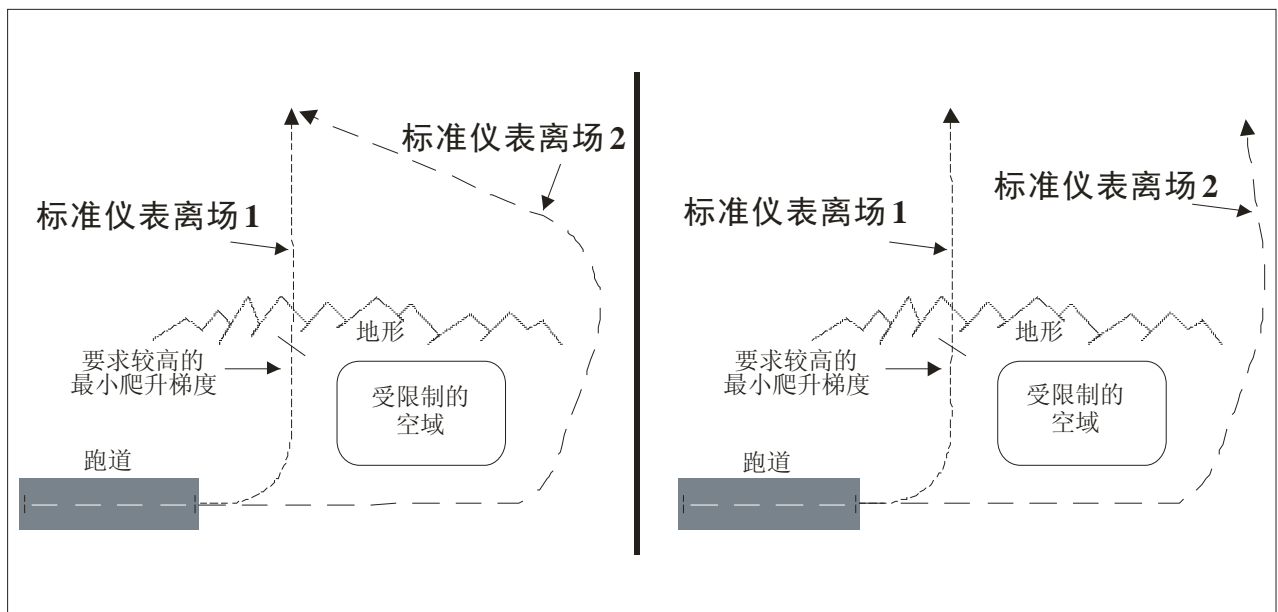 标准仪表离场2
标准仪表离场1
地形
要求较高的
最小爬升梯度
受限制的
空域
跑道
标准仪表离场2
标准仪表离场1
地形
要求较高的
最小爬升梯度
受限制的
空域
跑道